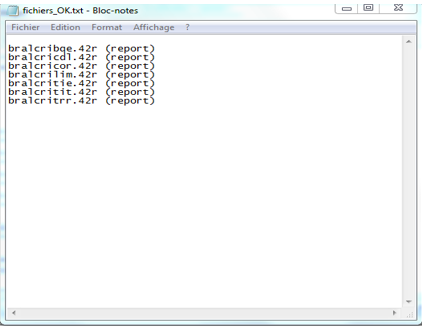 fichiers_OK.txt - Bloc-notes
Fichier Edition Format Affichage ?
bralcribqe.42r (report)
bralcricdl.42r (report)
bralcricor.42r (report)
bralcrilim.42r (report)
bralcritie.42r (report)
bralcritit.42r (report)
bralcritrr.42r (report)